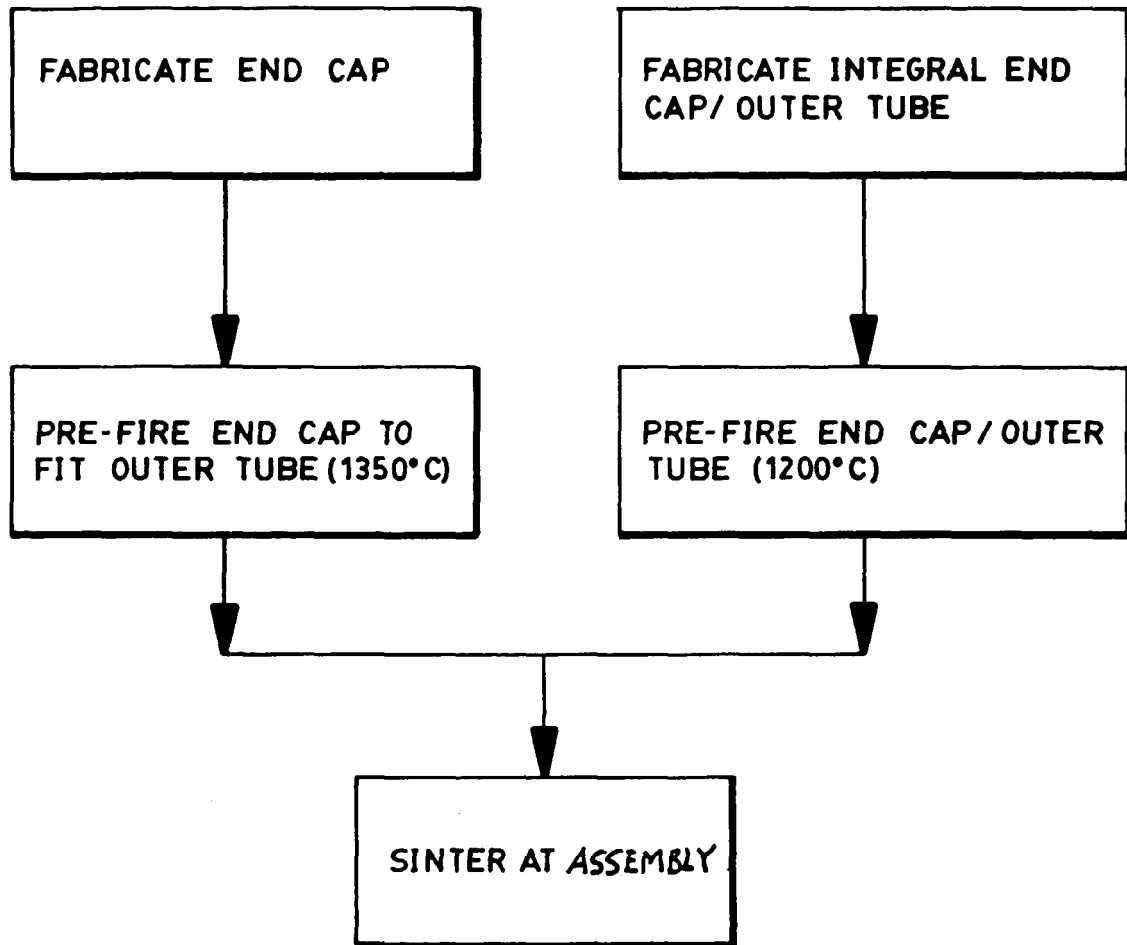 FABRICATE END CAP
FABRICATE INTEGRAL END
CAP/ OUTER TUBE
PRE-FIRE END CAP TO
FIT OUTER TUBE (1350°C)
PRE-FIRE END CAP/OUTER
TUBE (1200°C)
SINTER AT ASSEMBLY